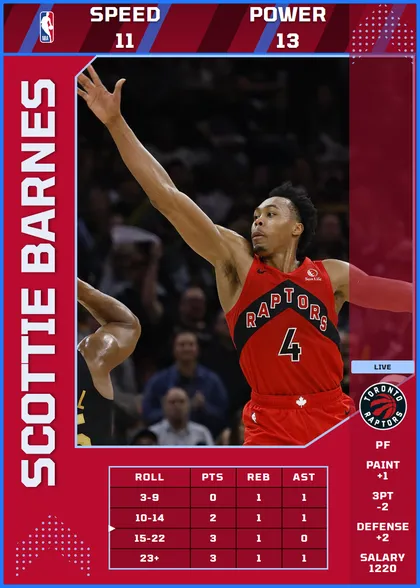 SPEED
11
POWER
13
NBA
SCOTTIE BARNES
RAPTORS
4
LIVE
TORONTO
RAPTORS
PF
PAINT
+1
3PT
-2
DEFENSE
+2
SALARY
1220
ROLL PTS REB AST
3-9 0 1 1
10-14 2 1 1
15-22 3 1 0
23+ 3 1 1